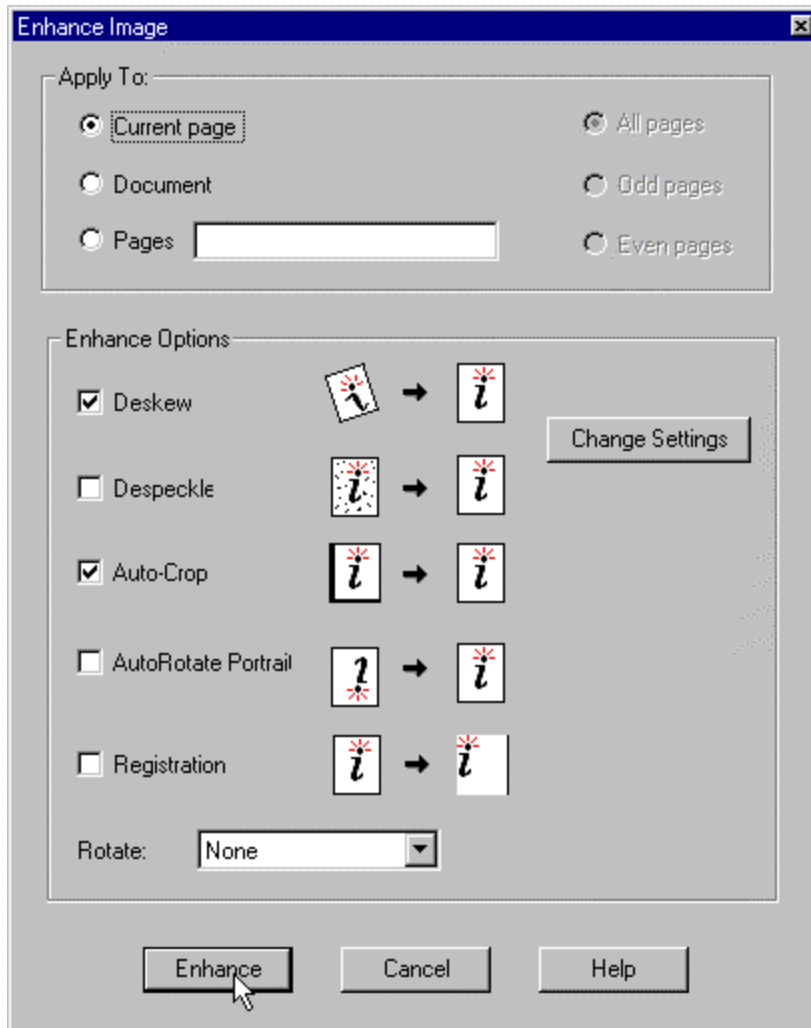 Enhance Image
Apply To:
Current page
All pages
Document
Odd pages
Pages
Even pages
Enhance Options
Deskew
Change Settings
Despeckle
Auto-Crop
AutoRotate Portrait
Registration
Rotate: None
Enhance Cancel Help